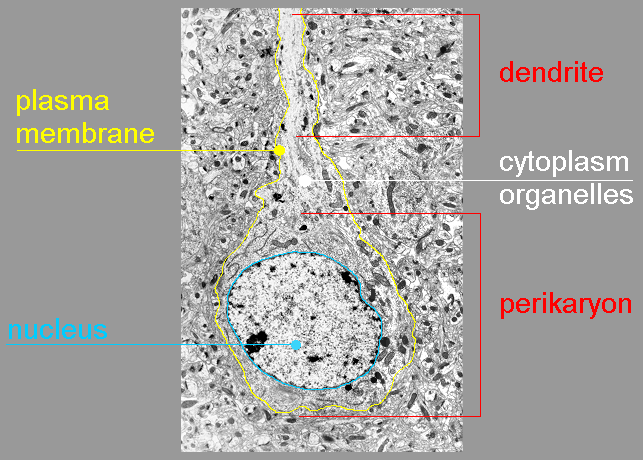 dendrite
plasma
membrane
cytoplasm
organelles
perikaryon
nucleus